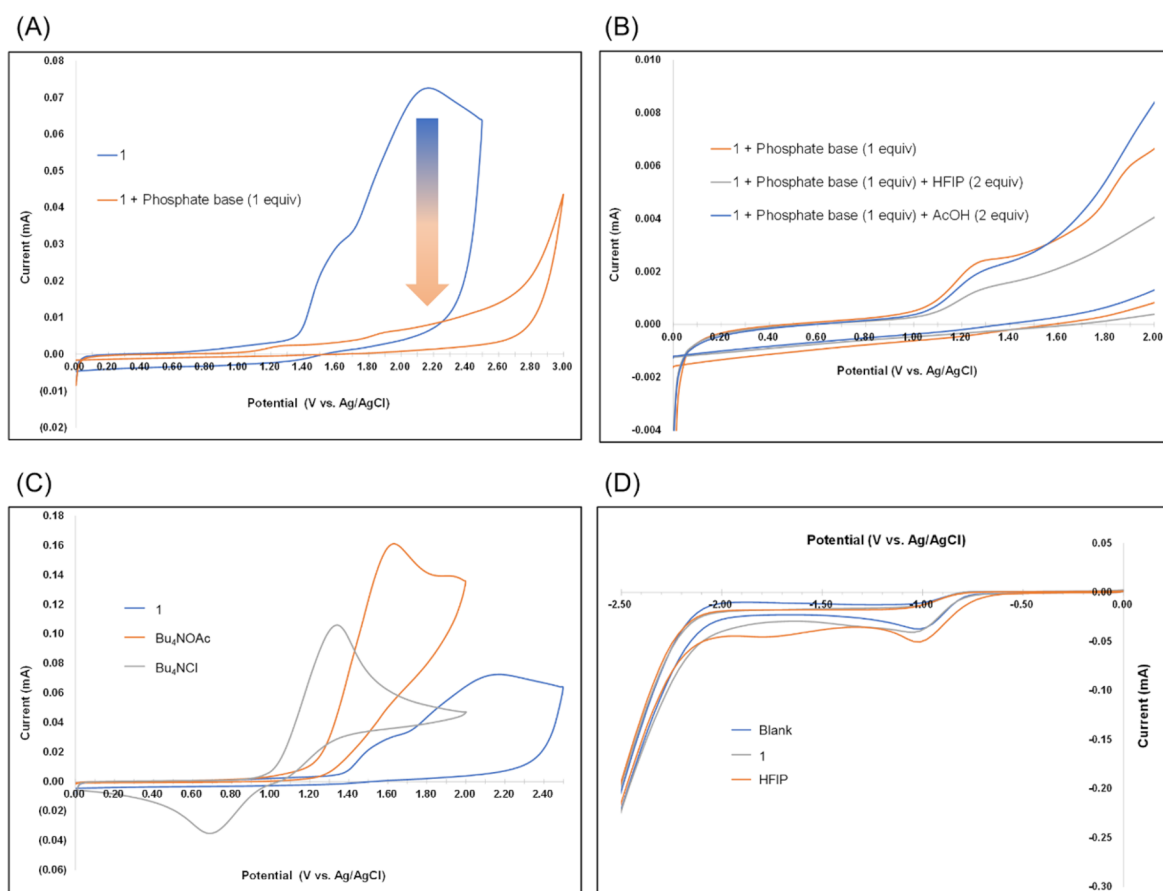 (A)
0.08
0.07
0.06
0.05
0.04
0.03
0.02
0.01
0.00
(0.01)
(0.02)
Current (mA)
1
1 + Phosphate base (1 equiv)
0.00 0.20 0.40 0.60 0.80 1.00 1.20 1.40 1.60 1.80 2.00 2.20 2.40 2.60 2.80 3.00
Potential (V vs. Ag/AgCl)
(B)
0.010
0.008
0.006
0.004
0.002
0.000
-0.002
-0.004
Current (mA)
1 + Phosphate base (1 equiv)
1 + Phosphate base (1 equiv) + HFIP (2 equiv)
1 + Phosphate base (1 equiv) + AcOH (2 equiv)
0.00 0.20 0.40 0.60 0.80 1.00 1.20 1.40 1.60 1.80 2.00
Potential (V vs. Ag/AgCl)
(C)
0.18
0.16
0.14
0.12
0.10
0.08
0.06
0.04
0.02
0.00
(0.02)
(0.04)
(0.06)
Current (mA)
1
Bu₄NOAc
Bu₄NCl
0.00 0.20 0.40 0.60 0.80 1.00 1.20 1.40 1.60 1.80 2.00 2.20 2.40
Potential (V vs. Ag/AgCl)
(D)
Potential (V vs. Ag/AgCl)
0.05
0.00
-0.05
-0.10
-0.15
-0.20
-0.25
-0.30
Current (mA)
-2.50 -2.00 -1.50 -1.00 -0.50 0.00
Blank
1
HFIP